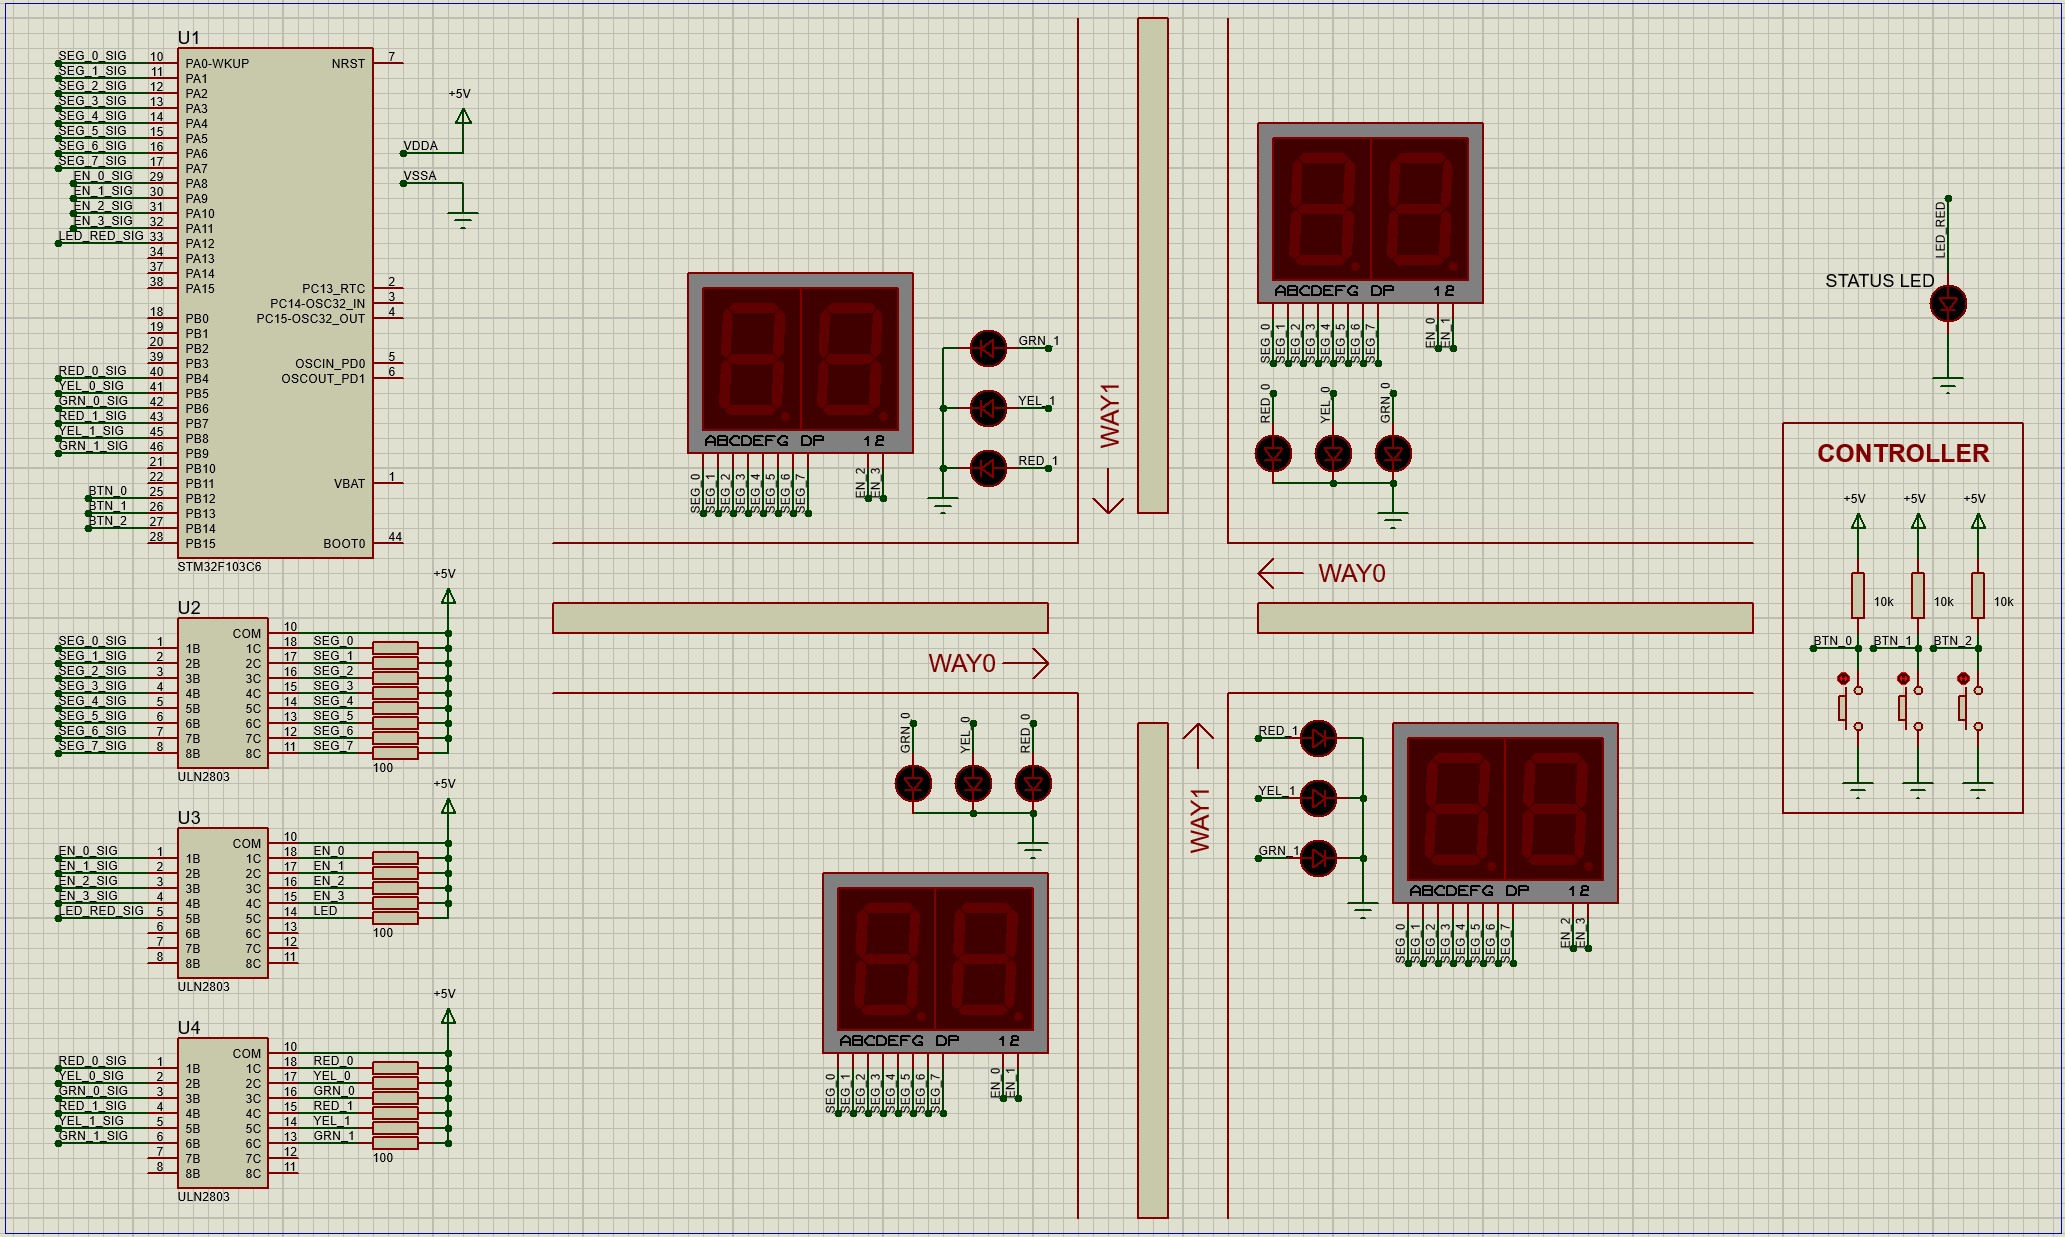 U1
SEG_0_SIG 10 PA0-WKUP NRST 7
SEG_1_SIG 11 PA1
SEG_2_SIG 12 PA2
SEG_3_SIG 13 PA3
SEG_4_SIG 14 PA4
SEG_5_SIG 15 PA5
SEG_6_SIG 16 PA6
SEG_7_SIG 17 PA7
EN_0_SIG 29 PA8
EN_1_SIG 30 PA9
EN_2_SIG 31 PA10
EN_3_SIG 32 PA11
LED_RED_SIG 33 PA12
34 PA13
37 PA14
38 PA15 PC13_RTC 2
PC14-OSC32_IN 3
18 PB0 PC15-OSC32_OUT 4
19 PB1
20 PB2
39 PB3 OSCIN_PD0 5
RED_0_SIG 40 PB4 OSCOUT_PD1 6
YEL_0_SIG 41 PB5
GRN_0_SIG 42 PB6
RED_1_SIG 43 PB7
YEL_1_SIG 45 PB8
GRN_1_SIG 46 PB9
21 PB10
22 PB11 VBAT 1
BTN_0 25 PB12
BTN_1 26 PB13
BTN_2 27 PB14
28 PB15 BOOT0 44
STM32F103C6
+5V
VDDA
VSSA
U2
+5V
COM 10
SEG_0_SIG 1 1B 1C 18 SEG_0
SEG_1_SIG 2 2B 2C 17 SEG_1
SEG_2_SIG 3 3B 3C 16 SEG_2
SEG_3_SIG 4 4B 4C 15 SEG_3
SEG_4_SIG 5 5B 5C 14 SEG_4
SEG_5_SIG 6 6B 6C 13 SEG_5
SEG_6_SIG 7 7B 7C 12 SEG_6
SEG_7_SIG 8 8B 8C 11 SEG_7
ULN2803
100
U3
+5V
COM 10
EN_0_SIG 1 1B 1C 18 EN_0
EN_1_SIG 2 2B 2C 17 EN_1
EN_2_SIG 3 3B 3C 16 EN_2
EN_3_SIG 4 4B 4C 15 EN_3
LED_RED_SIG 5 5B 5C 14 LED
6 6B 6C 13
7 7B 7C 12
8 8B 8C 11
ULN2803
100
U4
+5V
COM 10
RED_0_SIG 1 1B 1C 18 RED_0
YEL_0_SIG 2 2B 2C 17 YEL_0
GRN_0_SIG 3 3B 3C 16 GRN_0
RED_1_SIG 4 4B 4C 15 RED_1
YEL_1_SIG 5 5B 5C 14 YEL_1
GRN_1_SIG 6 6B 6C 13 GRN_1
7 7B 7C 12
8 8B 8C 11
ULN2803
100
ABCDEFG DP 12
SEG_0 SEG_1 SEG_2 SEG_3 SEG_4 SEG_5 SEG_6 SEG_7 EN_2 EN_3
GRN_1
YEL_1
RED_1
WAY1
ABCDEFG DP 12
SEG_0 SEG_1 SEG_2 SEG_3 SEG_4 SEG_5 SEG_6 SEG_7 EN_0 EN_1
RED_0 YEL_0 GRN_0
WAY0
WAY0
GRN_0 YEL_0 RED_0
ABCDEFG DP 12
SEG_0 SEG_1 SEG_2 SEG_3 SEG_4 SEG_5 SEG_6 SEG_7 EN_0 EN_1
WAY1
RED_1
YEL_1
GRN_1
ABCDEFG DP 12
SEG_0 SEG_1 SEG_2 SEG_3 SEG_4 SEG_5 SEG_6 SEG_7 EN_2 EN_3
LED_RED
STATUS LED
CONTROLLER
+5V +5V +5V
10k 10k 10k
BTN_0 BTN_1 BTN_2